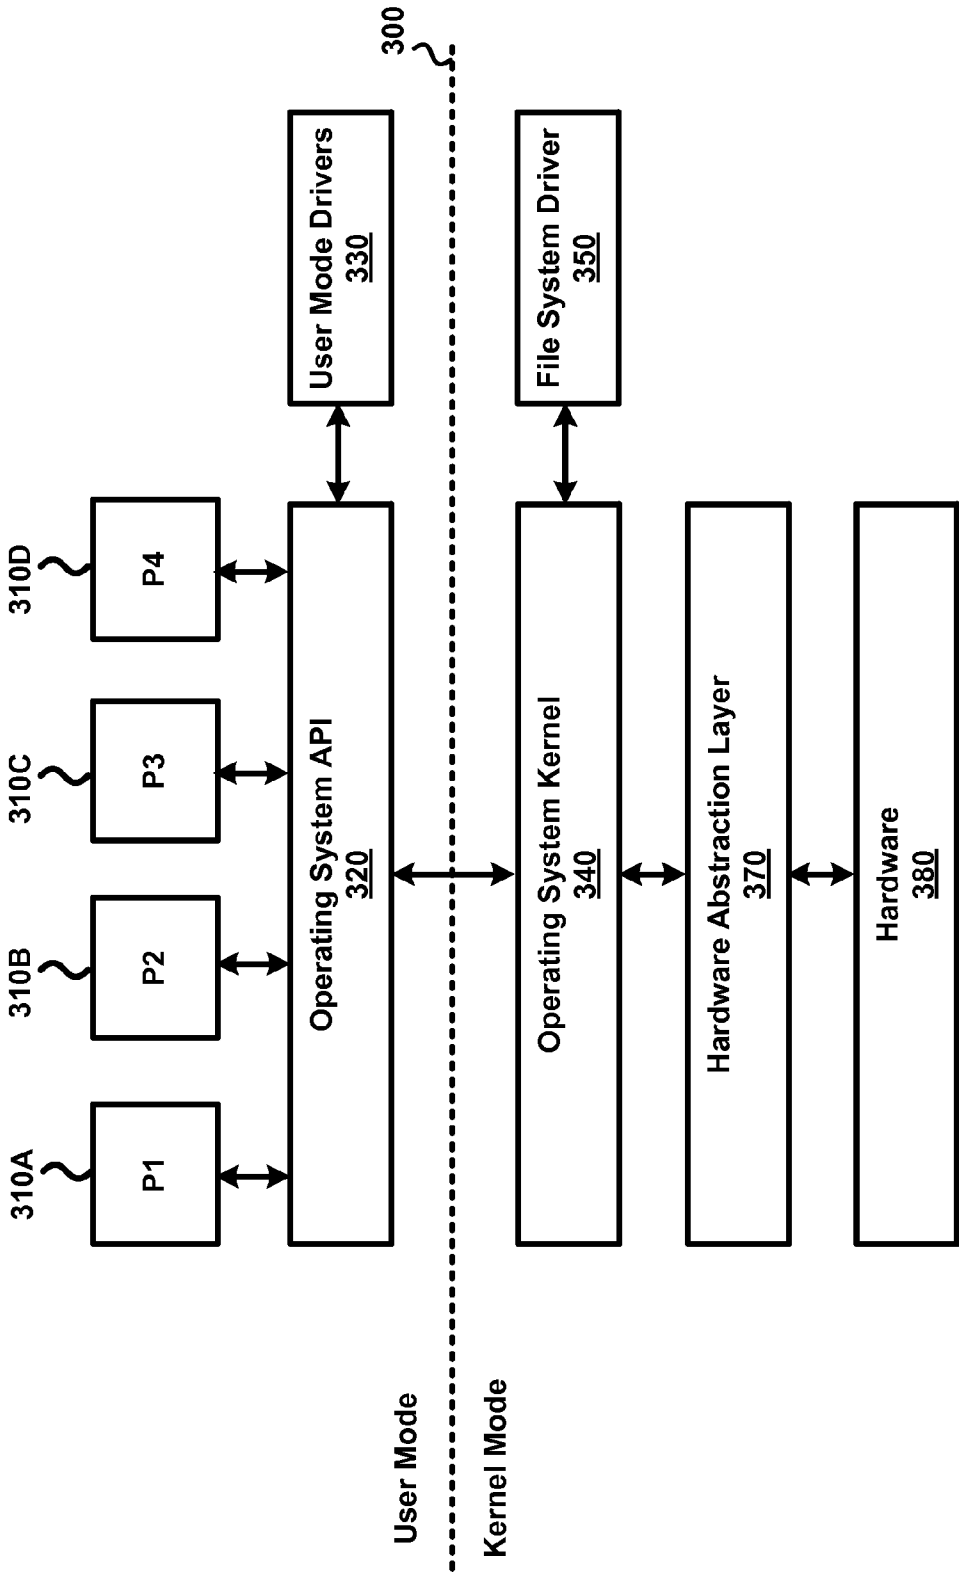 310A
310B
310C
310D
P1
P2
P3
P4
Operating System API
320
User Mode Drivers
330
User Mode
300
Kernel Mode
Operating System Kernel
340
File System Driver
350
Hardware Abstraction Layer
370
Hardware
380